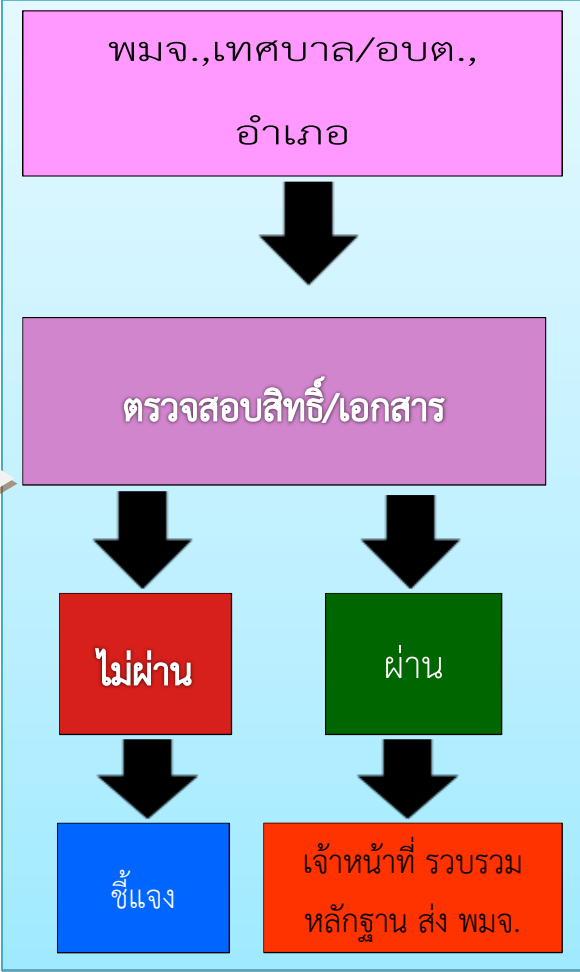 พมจ.,เทศบาล/อบต.,
อำเภอ
ตรวจสอบสิทธิ์/เอกสาร
ไม่ผ่าน
ผ่าน
ชี้แจง
เจ้าหน้าที่ รวบรวม
หลักฐาน ส่ง พมจ.